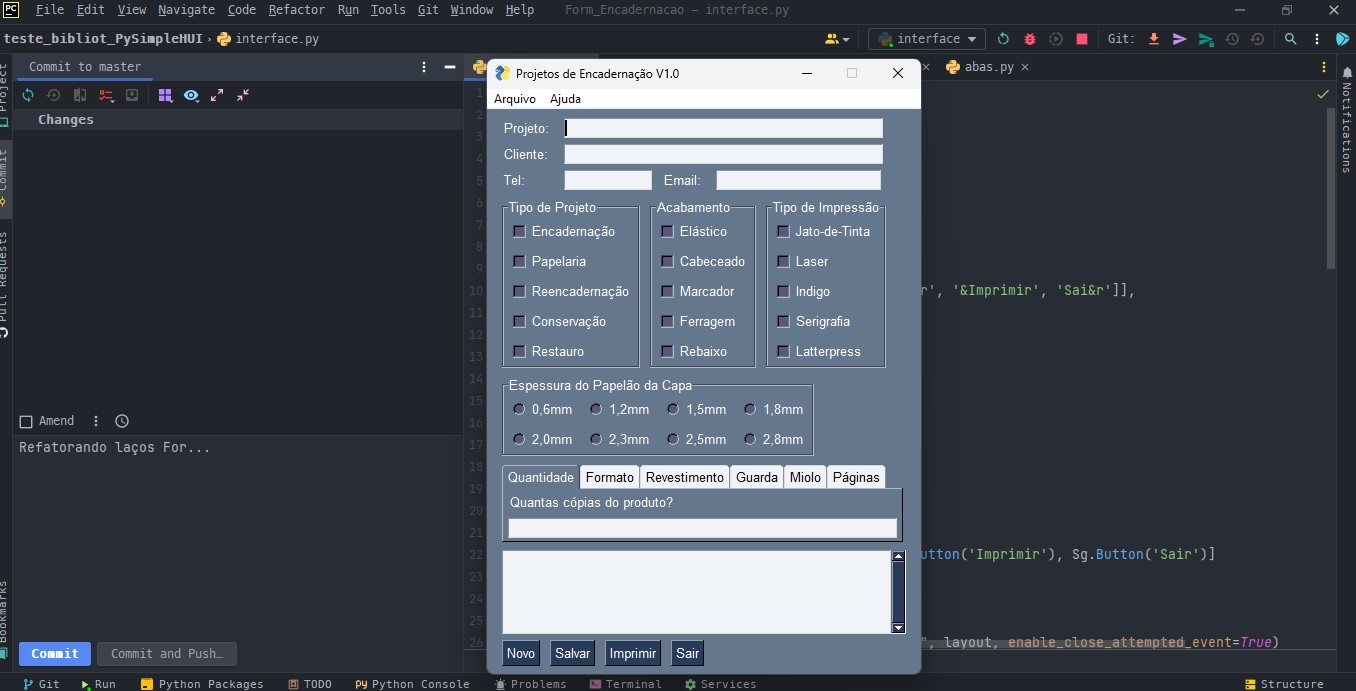 PC File Edit View Navigate Code Refactor Run Tools Git Window Help Form_Encadernacao – interface.py
teste_bibliot_PySimpleHUI › interface.py interface Git:
Project
Commit
Pull Requests
Bookmarks
Commit to master
Changes
Amend
Refatorando laços For...
Commit Commit and Push...
abas.py ×
Notifications
Projetos de Encadernação V1.0
Arquivo Ajuda
Projeto:
Cliente:
Tel: Email:
Tipo de Projeto Acabamento Tipo de Impressão
Encadernação Elástico Jato-de-Tinta
Papelaria Cabeceado Laser
Reencadernação Marcador Indigo
Conservação Ferragem Serigrafia
Restauro Rebaixo Latterpress
Espessura do Papelão da Capa
0,6mm 1,2mm 1,5mm 1,8mm
2,0mm 2,3mm 2,5mm 2,8mm
Quantidade Formato Revestimento Guarda Miolo Páginas
Quantas cópias do produto?
Novo Salvar Imprimir Sair
1
2
3
4
5
6
7
8
9
10 r', '&Imprimir', 'Sai&r']],
11
12
13
14
15
16
17
18
19
20
21
22 utton('Imprimir'), Sg.Button('Sair')]
23
24
25
26 ", layout, enable_close_attempted_event=True)
Git Run Python Packages TODO Python Console Problems Terminal Services Structure